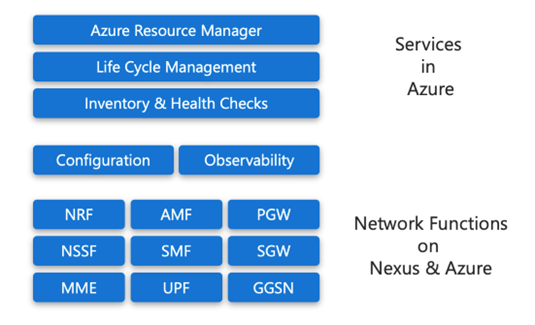 Azure Resource Manager
Life Cycle Management
Inventory & Health Checks
Services
in
Azure
Configuration Observability
NRF AMF PGW
NSSF SMF SGW
MME UPF GGSN
Network Functions
on
Nexus & Azure